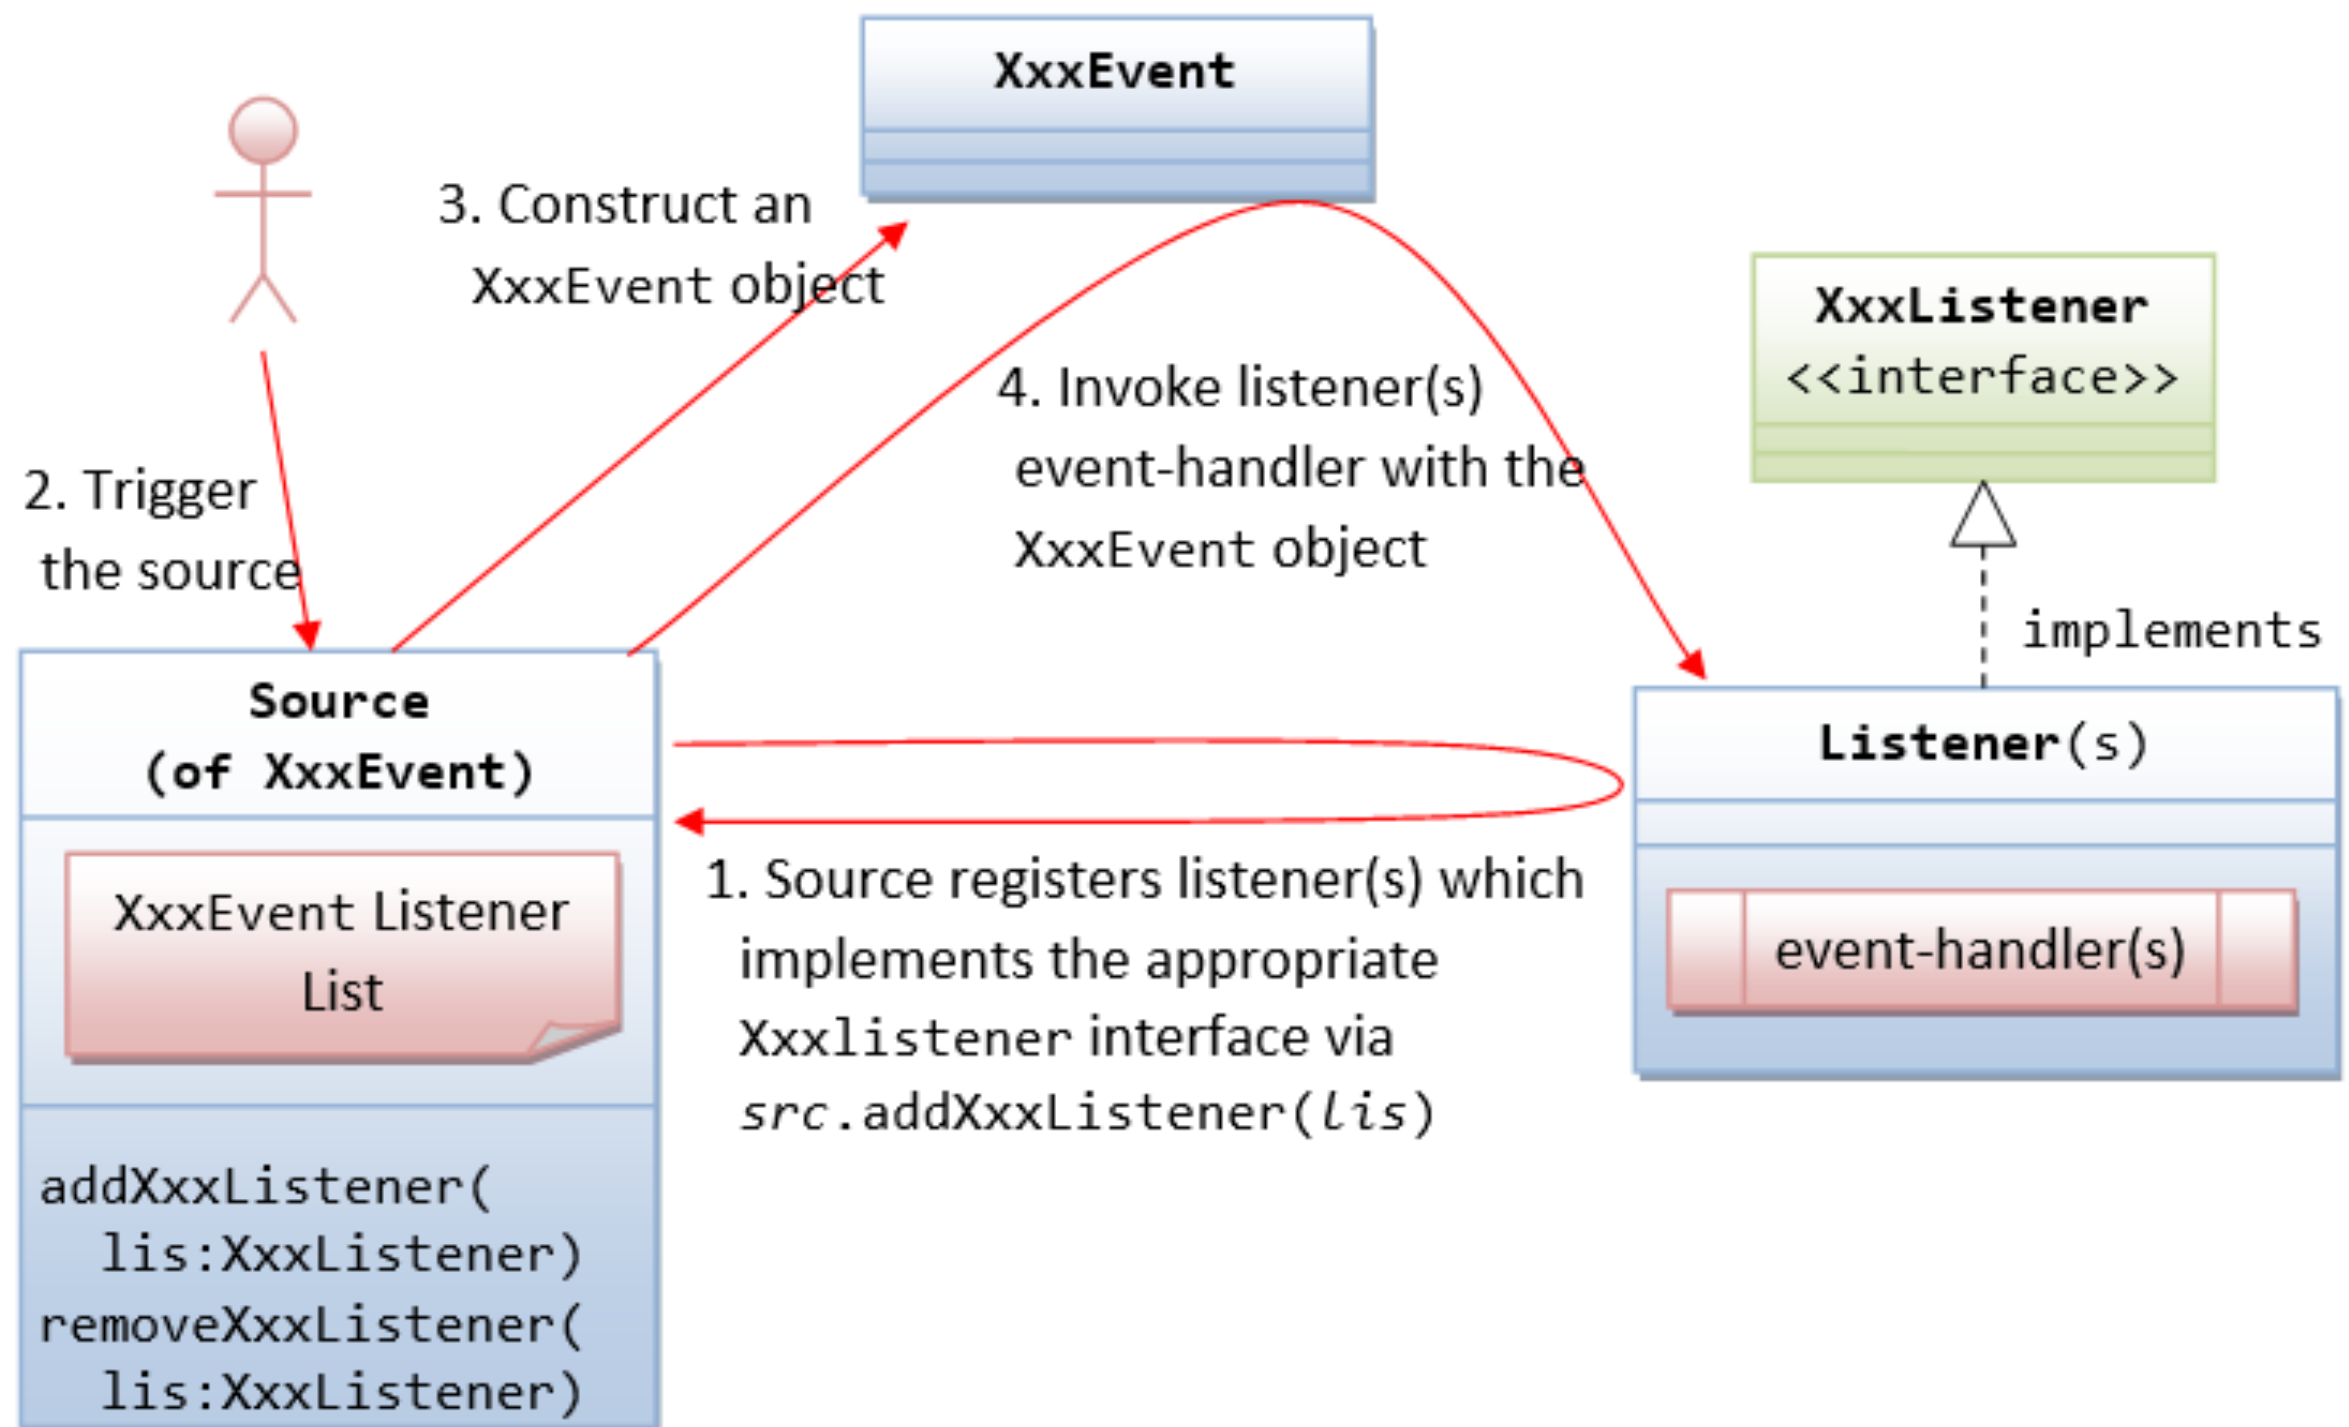 XxxEvent
3. Construct an
XxxEvent object
XxxListener
<<interface>>
4. Invoke listener(s)
event-handler with the
XxxEvent object
2. Trigger
the source
implements
Source
(of XxxEvent)
XxxEvent Listener
List
addXxxListener(
lis:XxxListener)
removeXxxListener(
lis:XxxListener)
1. Source registers listener(s) which
implements the appropriate
Xxxlistener interface via
src.addXxxListener(lis)
Listener(s)
event-handler(s)